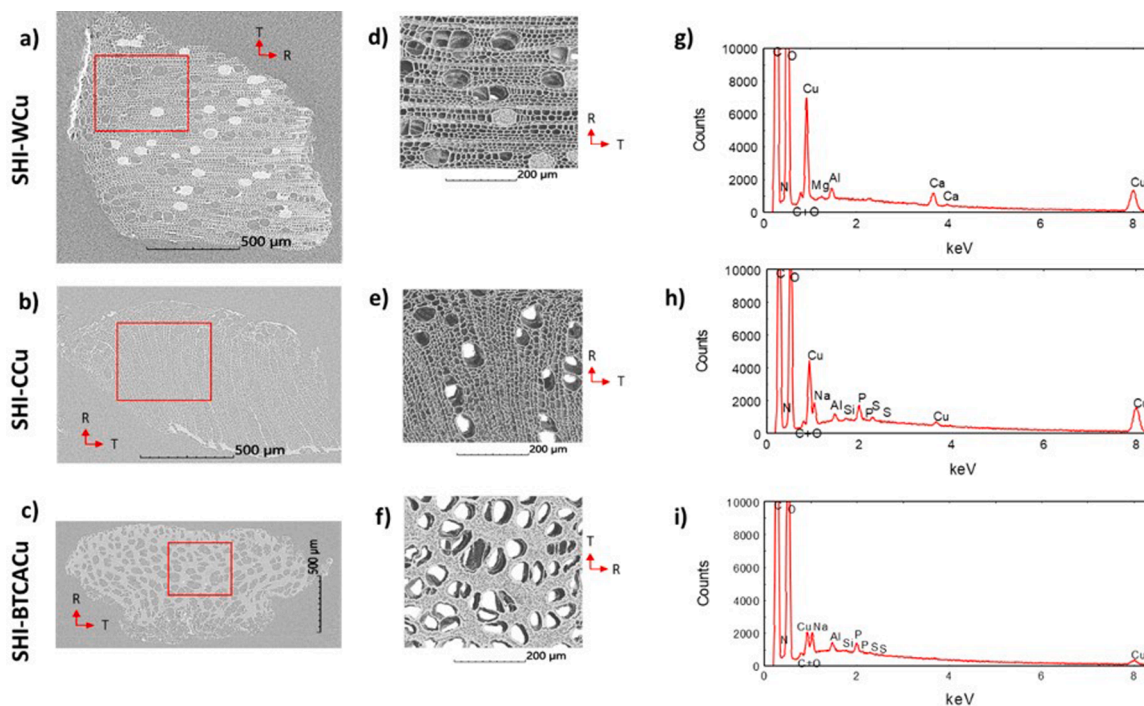 a)
T
R
500 µm
SHI-WCu
d)
R
T
200 µm
g)
10000
8000
6000
4000
2000
0
Counts
C
O
N
Cu
C+O
Mg
Al
Ca
Ca
Cu
0
2
4
6
8
keV
b)
R
T
500 µm
SHI-CCu
e)
R
T
200 µm
h)
10000
8000
6000
4000
2000
0
Counts
C
O
N
Cu
Na
C+O
Al
Si
P
P
S
S
Cu
Cu
0
2
4
6
8
keV
c)
R
T
500 µm
SHI-BTCACu
f)
T
R
200 µm
i)
10000
8000
6000
4000
2000
0
Counts
C
O
N
Cu
Na
C+O
Al
Si
P
P
S
S
Cu
0
2
4
6
8
keV